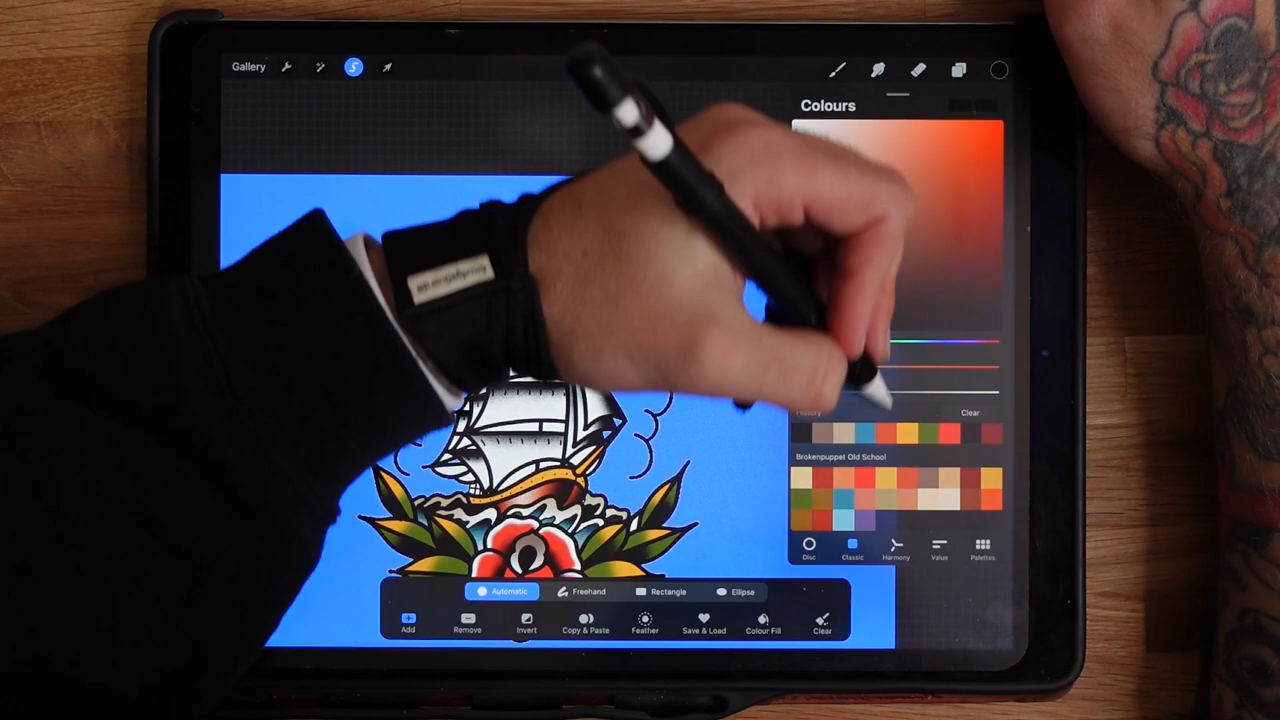 Gallery
Colours
History
Clear
Brokenpuppet Old School
Disc
Classic
Harmony
Value
Palettes
Automatic
Freehand
Rectangle
Ellipse
Add
Remove
Invert
Copy & Paste
Feather
Save & Load
Colour Fill
Clear